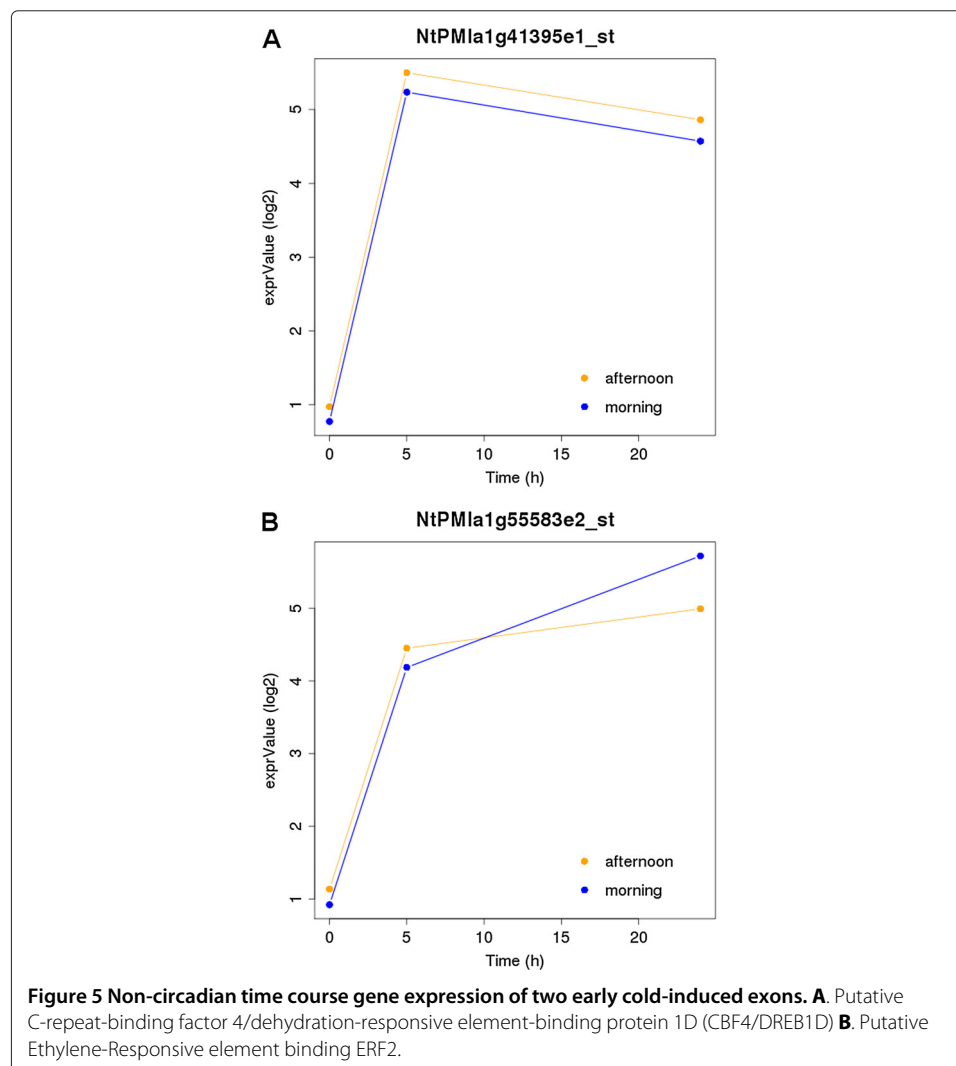 A
NtPMIa1g41395e1_st
exprValue (log2)
5
4
3
2
1
afternoon
morning
0 5 10 15 20
Time (h)
B
NtPMIa1g55583e2_st
exprValue (log2)
5
4
3
2
1
afternoon
morning
0 5 10 15 20
Time (h)
Figure 5 Non-circadian time course gene expression of two early cold-induced exons. A. Putative
C-repeat-binding factor 4/dehydration-responsive element-binding protein 1D (CBF4/DREB1D) B. Putative
Ethylene-Responsive element binding ERF2.